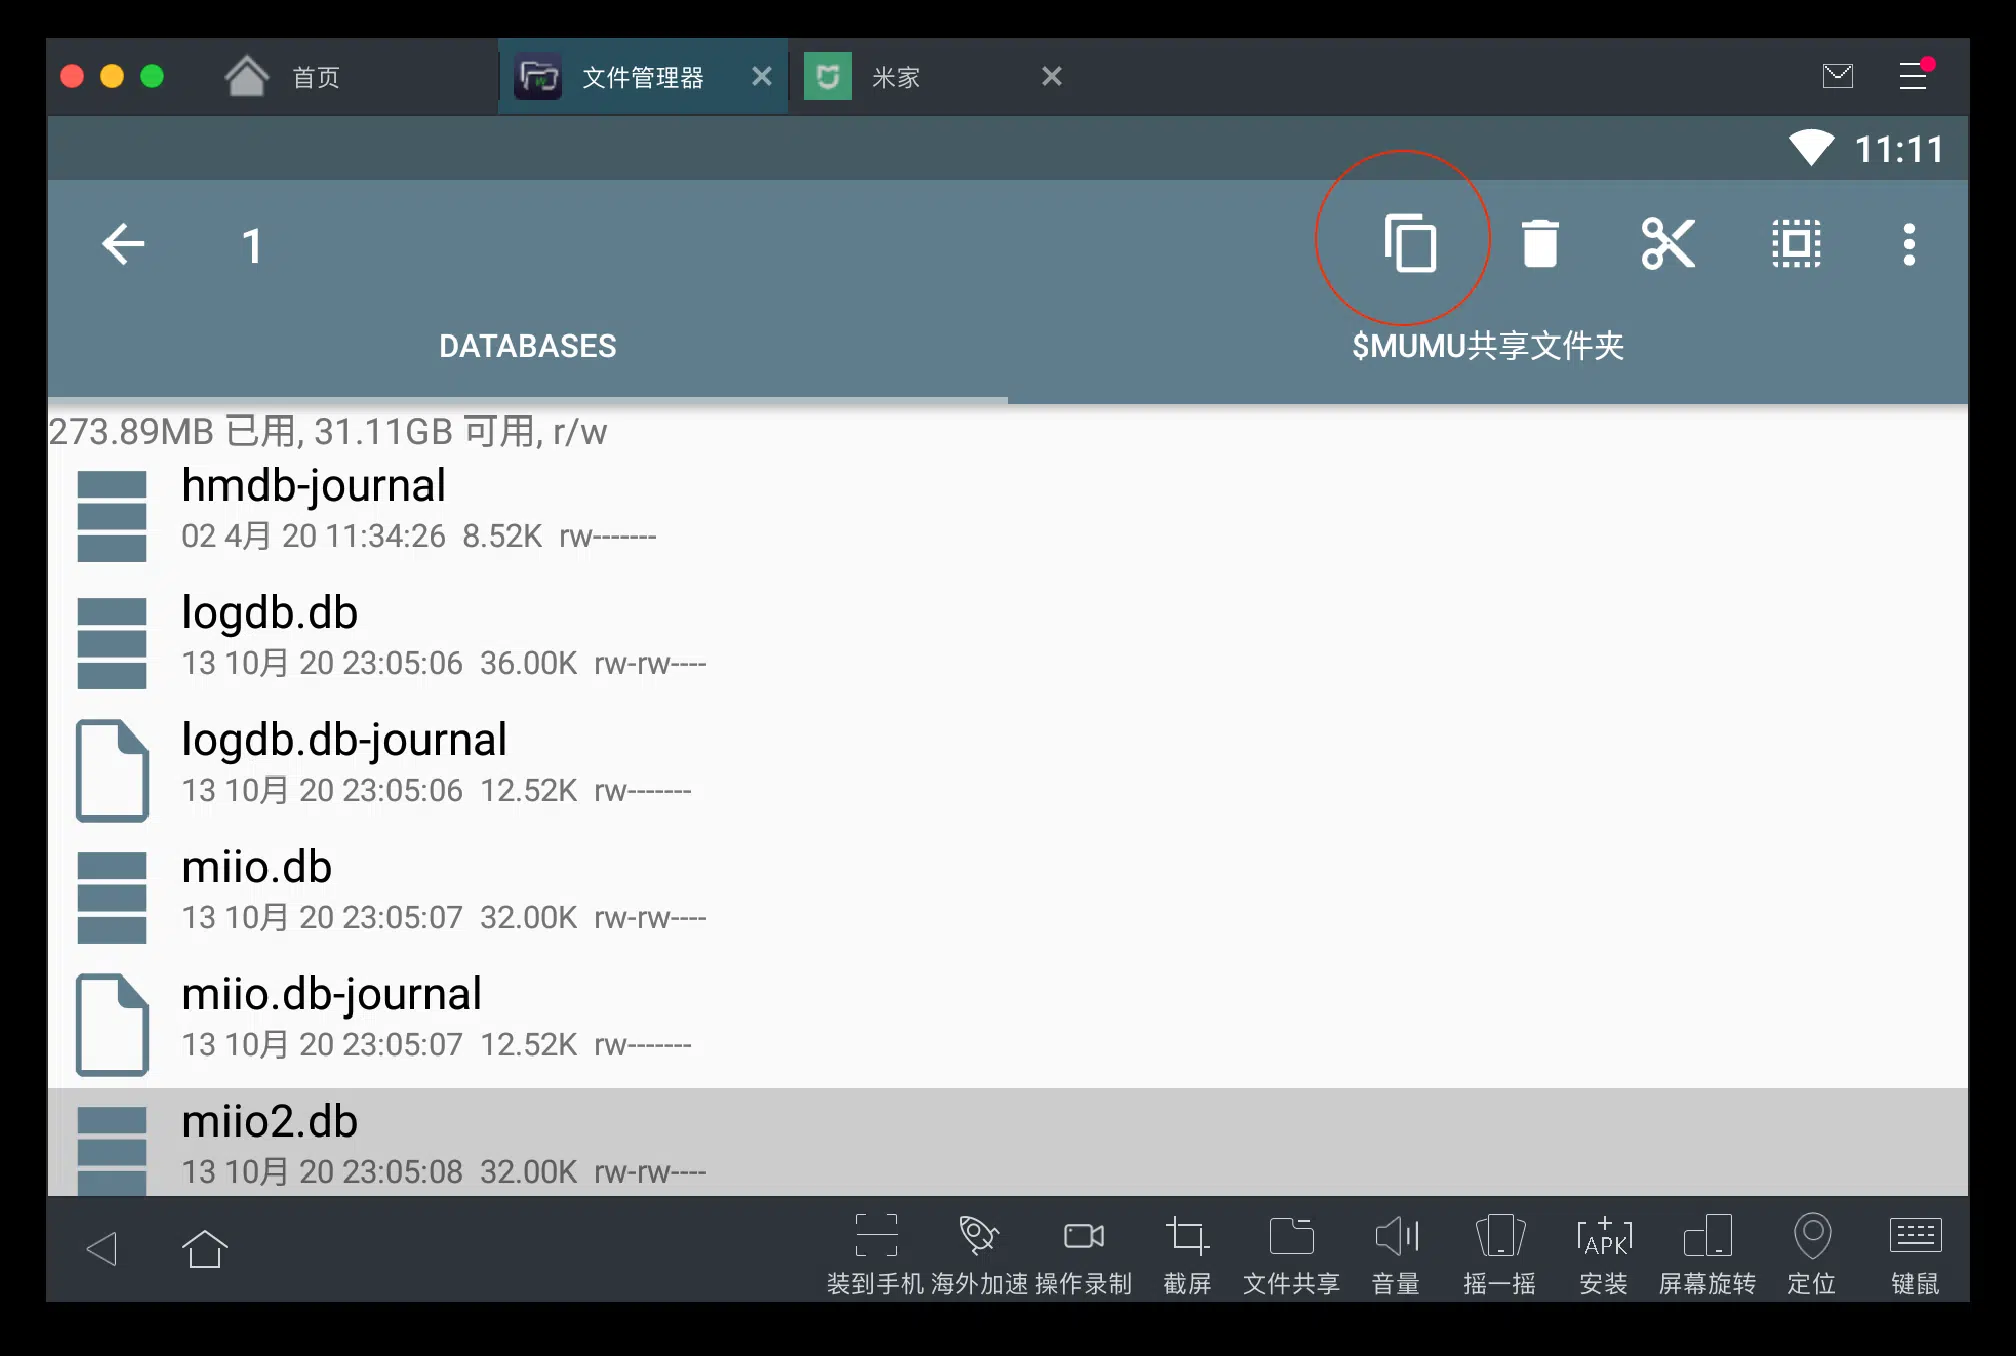 首页
文件管理器
米家
11:11
1
DATABASES
$MUMU共享文件夹
273.89MB 已用, 31.11GB 可用, r/w
hmdb-journal
02 4月 20 11:34:26 8.52K rw-------
logdb.db
13 10月 20 23:05:06 36.00K rw-rw----
logdb.db-journal
13 10月 20 23:05:06 12.52K rw-------
miio.db
13 10月 20 23:05:07 32.00K rw-rw----
miio.db-journal
13 10月 20 23:05:07 12.52K rw-------
miio2.db
13 10月 20 23:05:08 32.00K rw-rw----
APK
装到手机 海外加速 操作录制 截屏 文件共享 音量 摇一摇 安装 屏幕旋转 定位 键鼠